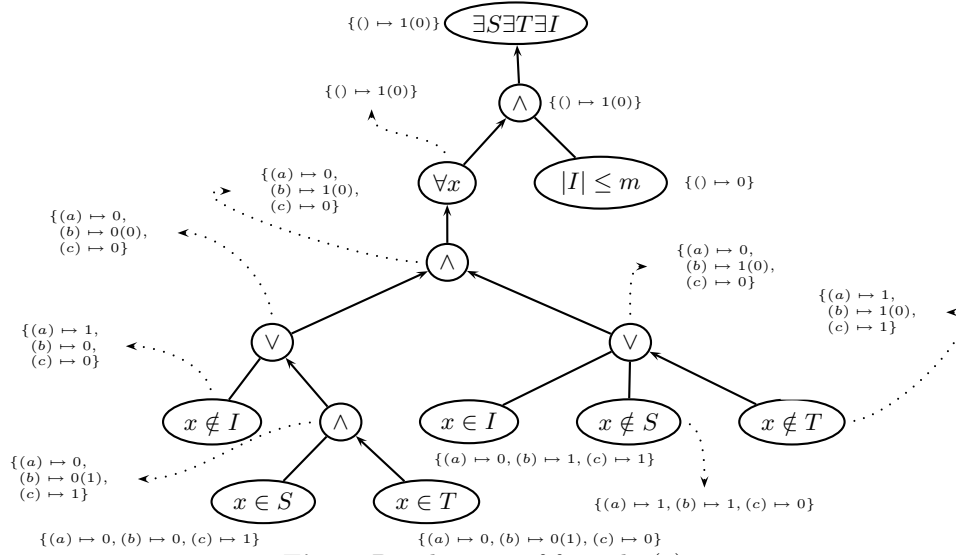 {() ↦ 1(0)} ∃S∃T∃I
{() ↦ 1(0)}
∧ {() ↦ 1(0)}
{(a) ↦ 0,
(b) ↦ 1(0),
(c) ↦ 0}
∀x
|I| ≤ m {() ↦ 0}
{(a) ↦ 0,
(b) ↦ 0(0),
(c) ↦ 0}
∧
{(a) ↦ 0,
(b) ↦ 1(0),
(c) ↦ 0}
{(a) ↦ 1,
(b) ↦ 1(0),
(c) ↦ 1}
{(a) ↦ 1,
(b) ↦ 0,
(c) ↦ 0}
∨
∨
x ∉ I
∧
x ∈ I
x ∉ S
x ∉ T
{(a) ↦ 0,
(b) ↦ 0(1),
(c) ↦ 1}
{(a) ↦ 0, (b) ↦ 1, (c) ↦ 1}
x ∈ S
x ∈ T
{(a) ↦ 1, (b) ↦ 1, (c) ↦ 0}
{(a) ↦ 0, (b) ↦ 0, (c) ↦ 1}
{(a) ↦ 0, (b) ↦ 0(1), (c) ↦ 0}